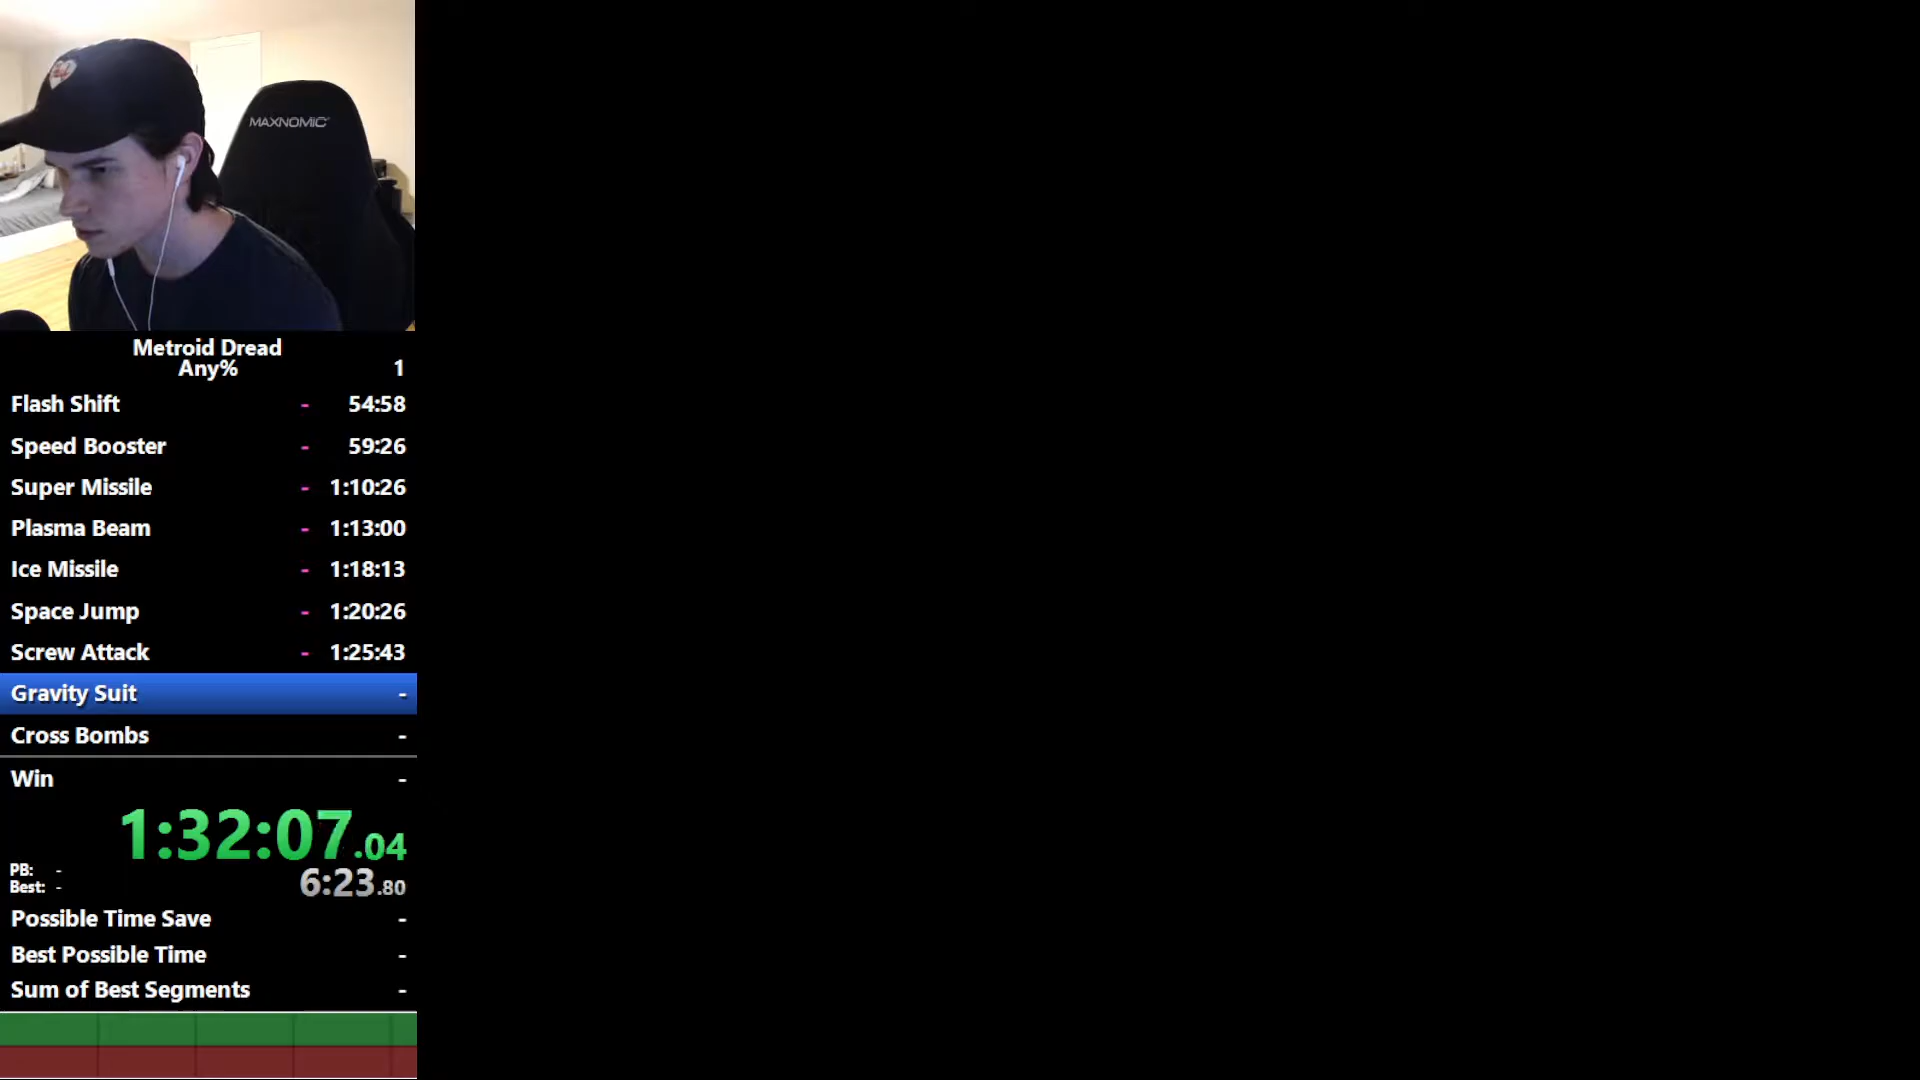 MAXNOMIC
Metroid Dread
Any% 1
Flash Shift - 54:58
Speed Booster - 59:26
Super Missile - 1:10:26
Plasma Beam - 1:13:00
Ice Missile - 1:18:13
Space Jump - 1:20:26
Screw Attack - 1:25:43
Gravity Suit -
Cross Bombs -
Win -
1:32:07.04
PB: -
Best: - 6:23.80
Possible Time Save -
Best Possible Time -
Sum of Best Segments -